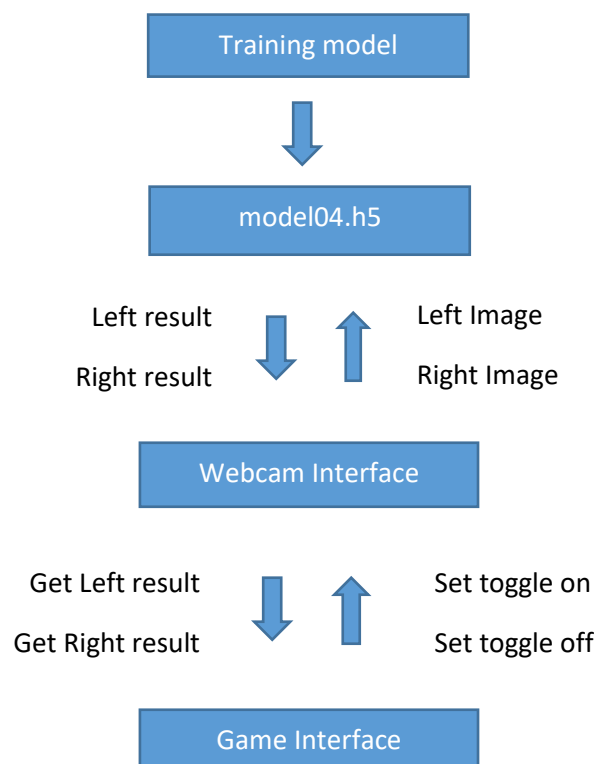 Training model
model04.h5
Left result
Left Image
Right result
Right Image
Webcam Interface
Get Left result
Set toggle on
Get Right result
Set toggle off
Game Interface